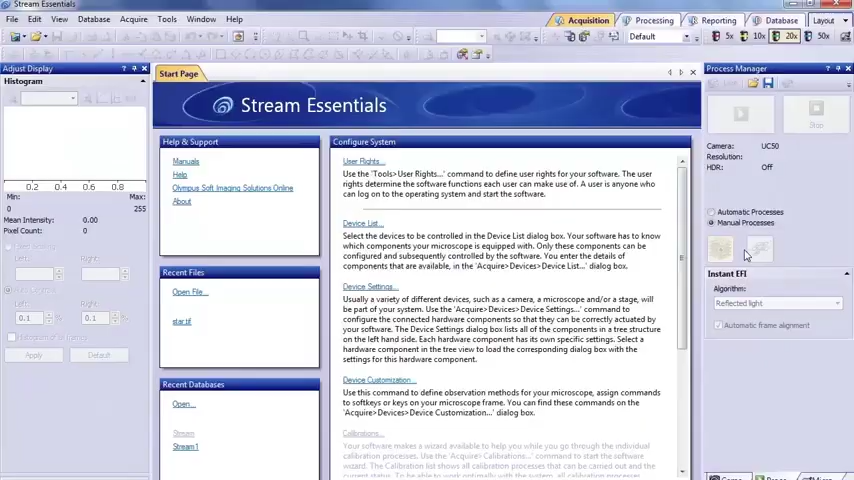 Stream Essentials
File Edit View Database Acquire Tools Window Help
Acquisition Processing Reporting Database Layout
Default 5x 10x 20x 50x
Adjust Display
Histogram
0.2 0.4 0.6 0.8
Min: Max:
0 255
Mean Intensity: 0.00
Pixel Count: 0
Left: Right:
Left: Right:
0.1 0.1
Apply Default
Start Page
Stream Essentials
Help & Support
Manuals
Help
Olympus Soft Imaging Solutions Online
About
Recent Files
Open File...
star.tif
Recent Databases
Open...
Stream
Stream1
Configure System
User Rights...
Use the 'Tools>User Rights...' command to define user rights for your software. The user
rights determine the software functions each user can make use of. A user is anyone who
can log on to the operating system and start the software.
Device List...
Select the devices to be controlled in the Device List dialog box. Your software has to know
which components your microscope is equipped with. Only these components can be
configured and subsequently controlled by the software. You enter the details of
components that are available, in the 'Acquire>Devices>Device List...' dialog box.
Device Settings...
Usually a variety of different devices, such as a camera, a microscope and/or a stage, will
be part of your system. Use the 'Acquire>Devices>Device Settings...' command to
configure the connected hardware components so that they can be correctly actuated by
your software. The Device Settings dialog box lists all of the components in a tree structure
on the left hand side. Each hardware component has its own specific settings. Select a
hardware component in the tree view to load the corresponding dialog box with the
settings for this hardware component.
Device Customization...
Use this command to define observation methods for your microscope, assign commands
to softkeys or keys on your microscope frame. You can find these commands on the
'Acquire>Devices>Device Customization...' dialog box.
Calibrations...
Your software makes a wizard available to help you while you go through the individual
calibration processes. Use the 'Acquire> Calibrations...' command to start the software
wizard. The Calibration list shows all calibration processes that can be carried out and the
Process Manager
Stop
Camera: UC50
Resolution:
HDR: Off
Automatic Processes
Manual Processes
Instant EFI
Algorithm:
Reflected light
Automatic frame alignment